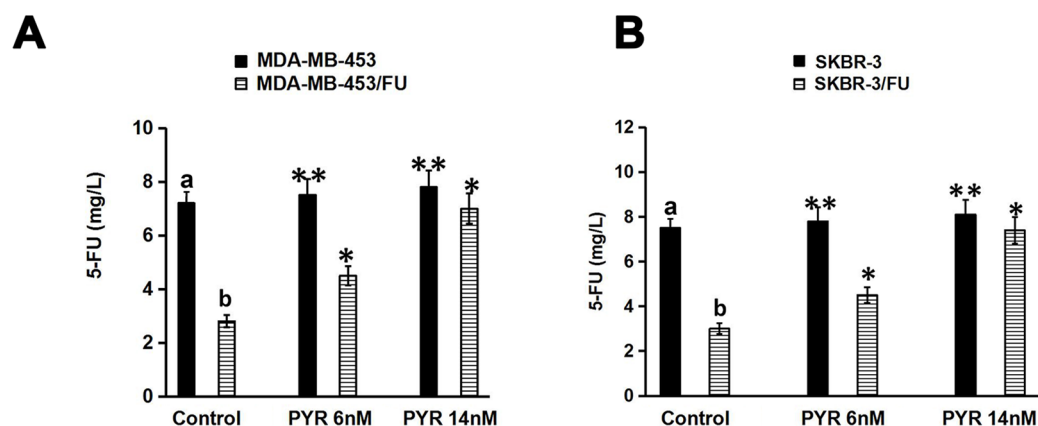 A
MDA-MB-453
MDA-MB-453/FU
5-FU (mg/L)
10
8
6
4
2
0
a
b
**
*
**
*
Control
PYR 6nM
PYR 14nM
B
SKBR-3
SKBR-3/FU
5-FU (mg/L)
12
10
8
6
4
2
0
a
b
**
*
**
*
Control
PYR 6nM
PYR 14nM